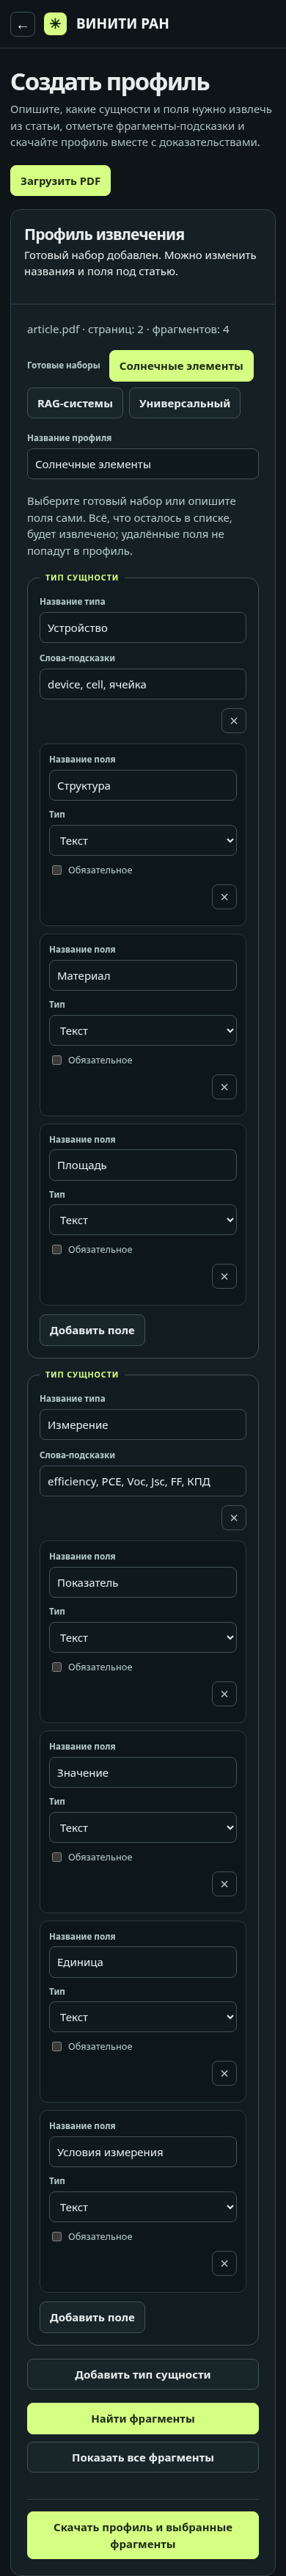 ←
ВИНИТИ РАН
Создать профиль
Опишите, какие сущности и поля нужно извлечь
из статьи, отметьте фрагменты-подсказки и
скачайте профиль вместе с доказательствами.
Загрузить PDF
Профиль извлечения
Готовый набор добавлен. Можно изменить
названия и поля под статью.
article.pdf · страниц: 2 · фрагментов: 4
Готовые наборы
Солнечные элементы
RAG-системы
Универсальный
Название профиля
Солнечные элементы
Выберите готовый набор или опишите
поля сами. Всё, что осталось в списке,
будет извлечено; удалённые поля не
попадут в профиль.
ТИП СУЩНОСТИ
Название типа
Устройство
Слова-подсказки
device, cell, ячейка
×
Название поля
Структура
Тип
Текст
Обязательное
×
Название поля
Материал
Тип
Текст
Обязательное
×
Название поля
Площадь
Тип
Текст
Обязательное
×
Добавить поле
ТИП СУЩНОСТИ
Название типа
Измерение
Слова-подсказки
efficiency, PCE, Voc, Jsc, FF, КПД
×
Название поля
Показатель
Тип
Текст
Обязательное
×
Название поля
Значение
Тип
Текст
Обязательное
×
Название поля
Единица
Тип
Текст
Обязательное
×
Название поля
Условия измерения
Тип
Текст
Обязательное
×
Добавить поле
Добавить тип сущности
Найти фрагменты
Показать все фрагменты
Скачать профиль и выбранные
фрагменты